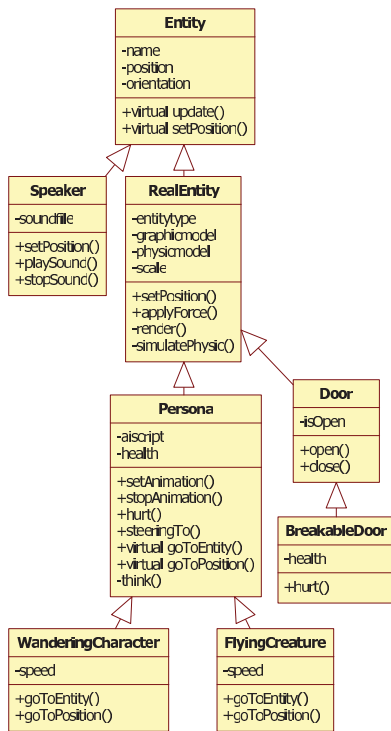 Entity
-name
-position
-orientation
+virtual update()
+virtual setPosition()
Speaker
-soundfile
+setPosition()
+playSound()
+stopSound()
RealEntity
-entitytype
-graphicmodel
-physicmodel
-scale
+setPosition()
+applyForce()
-render()
-simulatePhysic()
Persona
-aiscript
-health
+setAnimation()
+stopAnimation()
+hurt()
+steeringTo()
+virtual goToEntity()
+virtual goToPosition()
-think()
Door
-isOpen
+open()
+close()
BreakableDoor
-health
+hurt()
WanderingCharacter
-speed
+goToEntity()
+goToPosition()
FlyingCreature
-speed
+goToEntity()
+goToPosition()